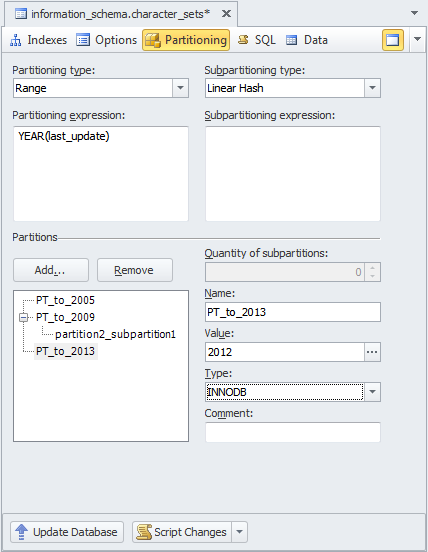 information_schema.character_sets*
Indexes Options Partitioning SQL Data
Partitioning type: Subpartitioning type:
Range Linear Hash
Partitioning expression: Subpartitioning expression:
YEAR(last_update)
Partitions
Quantity of subpartitions:
Add... Remove 0
Name:
PT_to_2005 PT_to_2013
PT_to_2009
partition2_subpartition1 Value:
PT_to_2013 2012 ...
Type:
INNODB
Comment:
Update Database Script Changes